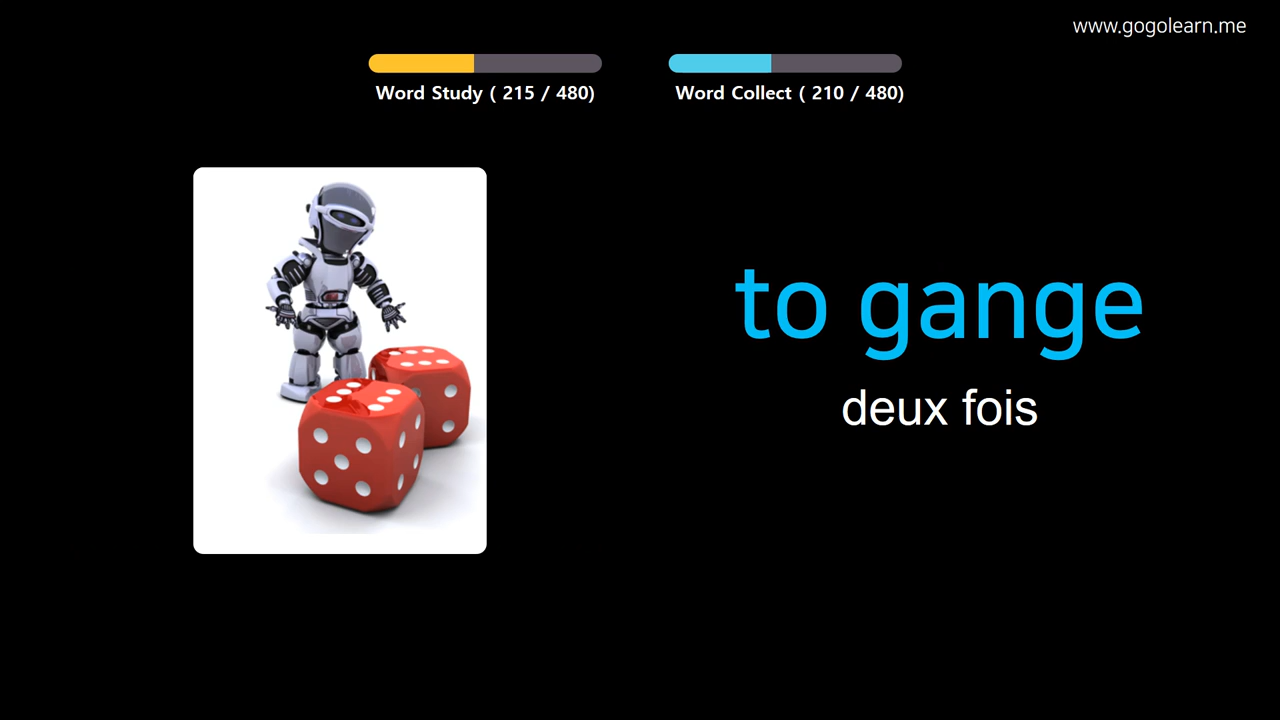 www.gogolearn.me
Word Study ( 215 / 480)
Word Collect ( 210 / 480)
to gange
deux fois